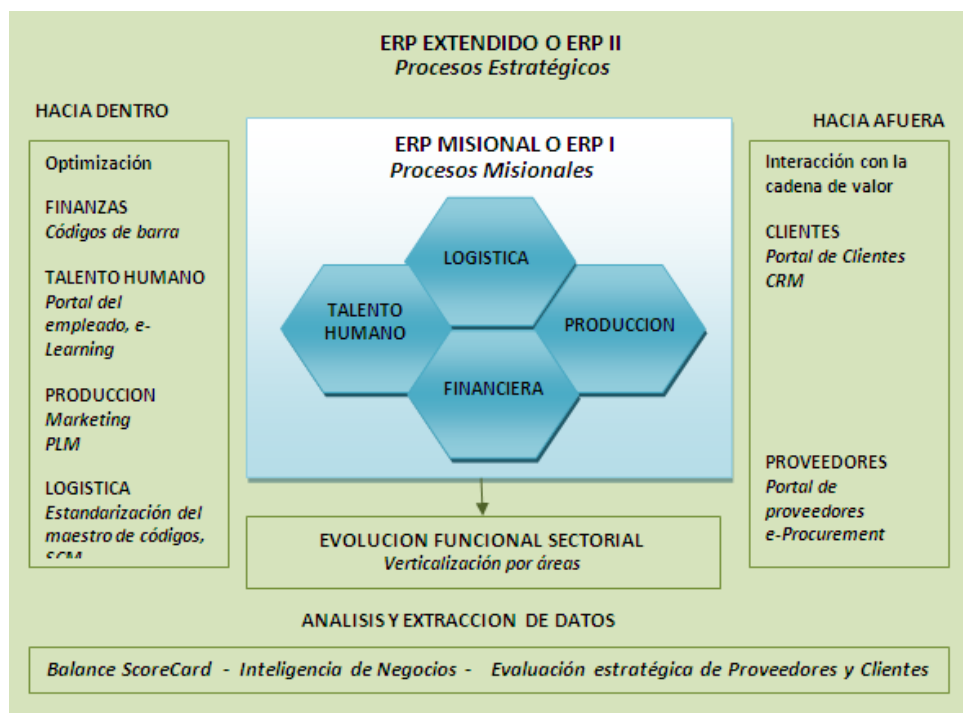 ERP EXTENDIDO O ERP II
Procesos Estratégicos
HACIA DENTRO
Optimización
FINANZAS
Códigos de barra
TALENTO HUMANO
Portal del
empleado, e-
Learning
PRODUCCION
Marketing
PLM
LOGISTICA
Estandarización del
maestro de códigos,
SCM
ERP MISIONAL O ERP I
Procesos Misionales
LOGISTICA
TALENTO
HUMANO
PRODUCCION
FINANCIERA
HACIA AFUERA
Interacción con la
cadena de valor
CLIENTES
Portal de Clientes
CRM
PROVEEDORES
Portal de
proveedores
e-Procurement
EVOLUCION FUNCIONAL SECTORIAL
Verticalización por áreas
ANALISIS Y EXTRACCION DE DATOS
Balance ScoreCard - Inteligencia de Negocios - Evaluación estratégica de Proveedores y Clientes